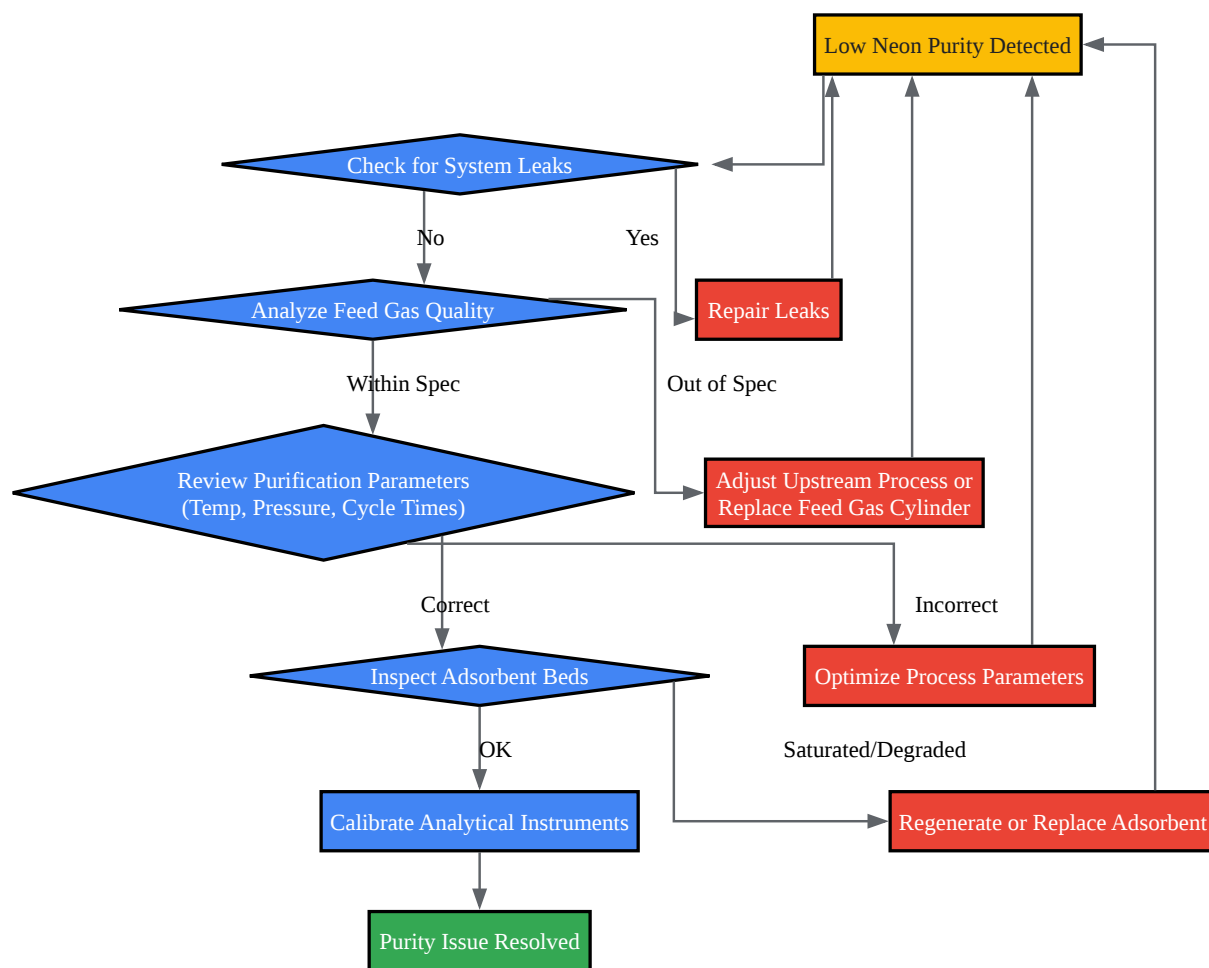 Low Neon Purity Detected
Check for System Leaks
No
Yes
Analyze Feed Gas Quality
Repair Leaks
Within Spec
Out of Spec
Review Purification Parameters
(Temp, Pressure, Cycle Times)
Adjust Upstream Process or
Replace Feed Gas Cylinder
Correct
Incorrect
Inspect Adsorbent Beds
Optimize Process Parameters
OK
Saturated/Degraded
Calibrate Analytical Instruments
Regenerate or Replace Adsorbent
Purity Issue Resolved